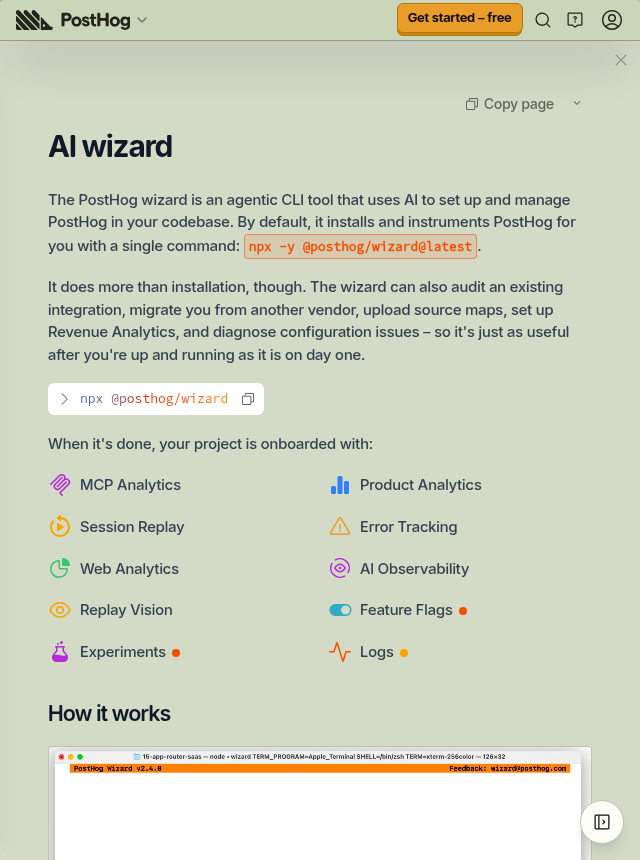 PostHog
Get started – free
Copy page
AI wizard
The PostHog wizard is an agentic CLI tool that uses AI to set up and manage
PostHog in your codebase. By default, it installs and instruments PostHog for
you with a single command: npx -y @posthog/wizard@latest.
It does more than installation, though. The wizard can also audit an existing
integration, migrate you from another vendor, upload source maps, set up
Revenue Analytics, and diagnose configuration issues – so it's just as useful
after you're up and running as it is on day one.
npx @posthog/wizard
When it's done, your project is onboarded with:
MCP Analytics
Product Analytics
Session Replay
Error Tracking
Web Analytics
AI Observability
Replay Vision
Feature Flags
Experiments
Logs
How it works
15-app-router-saas — node • wizard TERM_PROGRAM=Apple_Terminal SHELL=/bin/zsh TERM=xterm-256color — 126×32
PostHog Wizard v2.4.0
Feedback: wizard@posthog.com